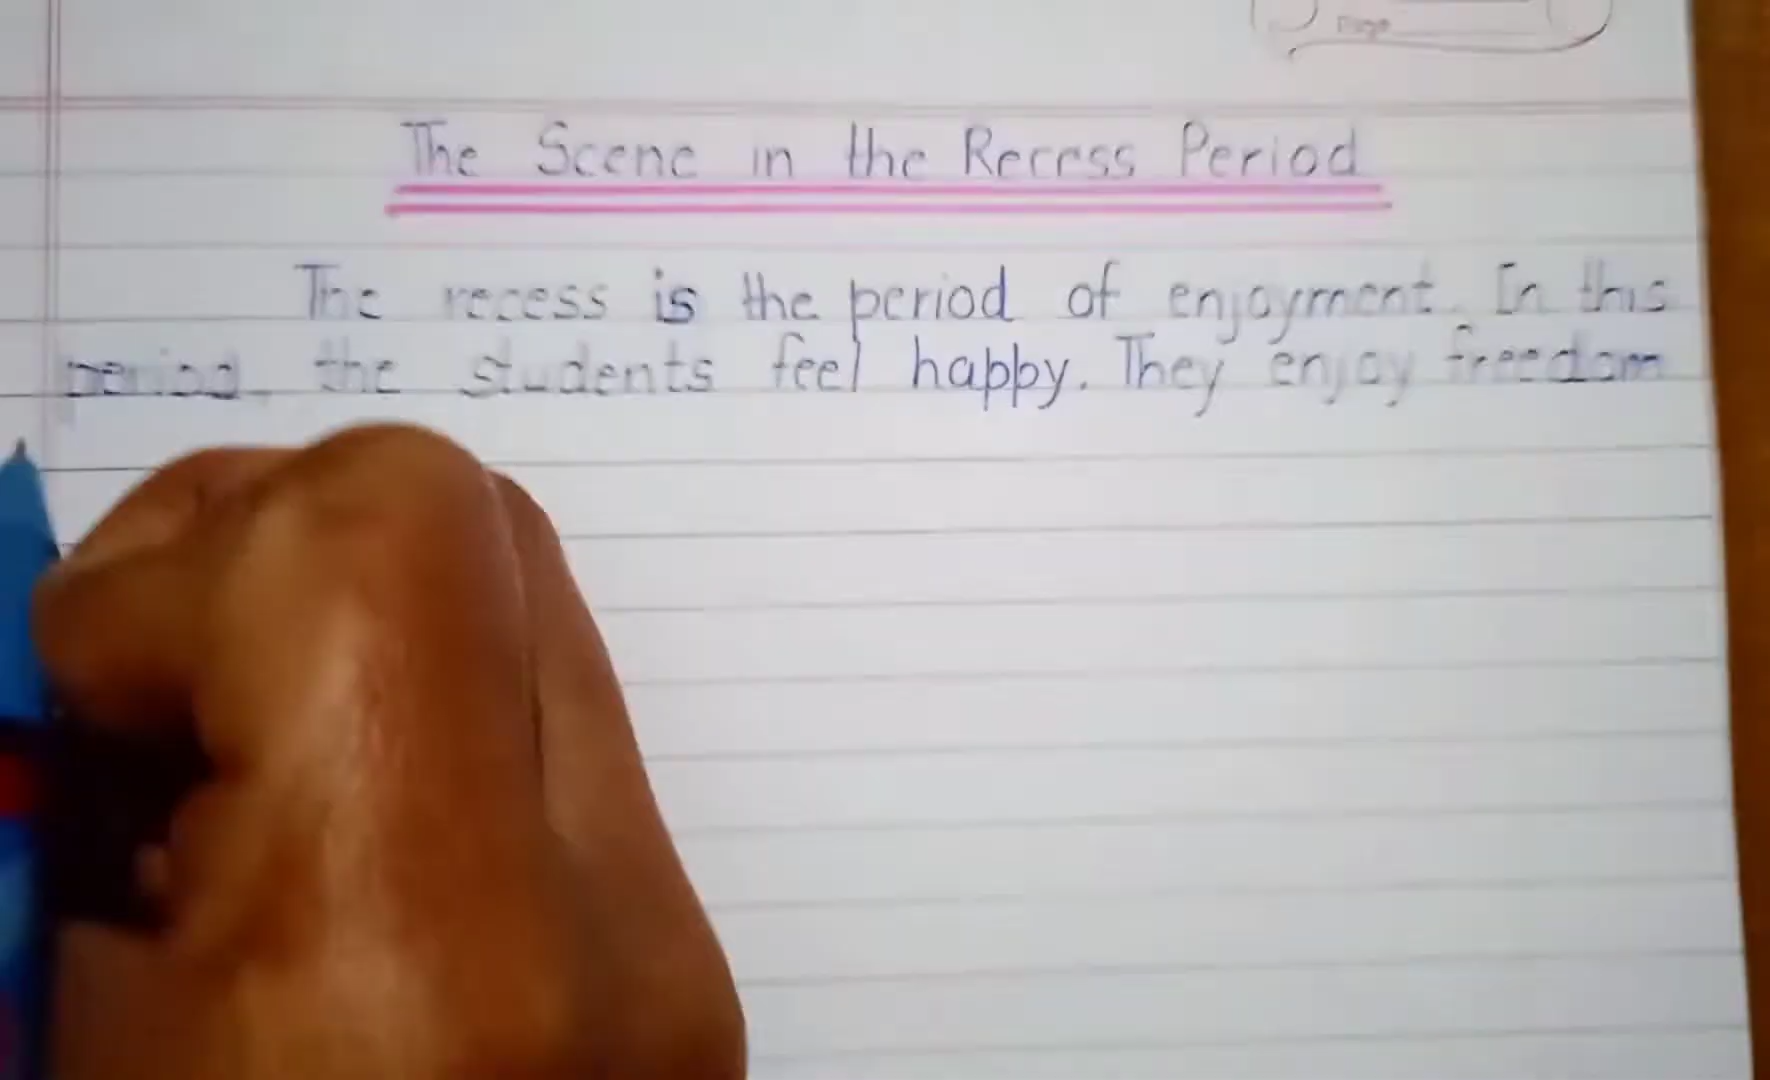 Page
The Scene in the Recess Period
The recess is the period of enjoyment. In this
period, the students feel happy. They enjoy freedom